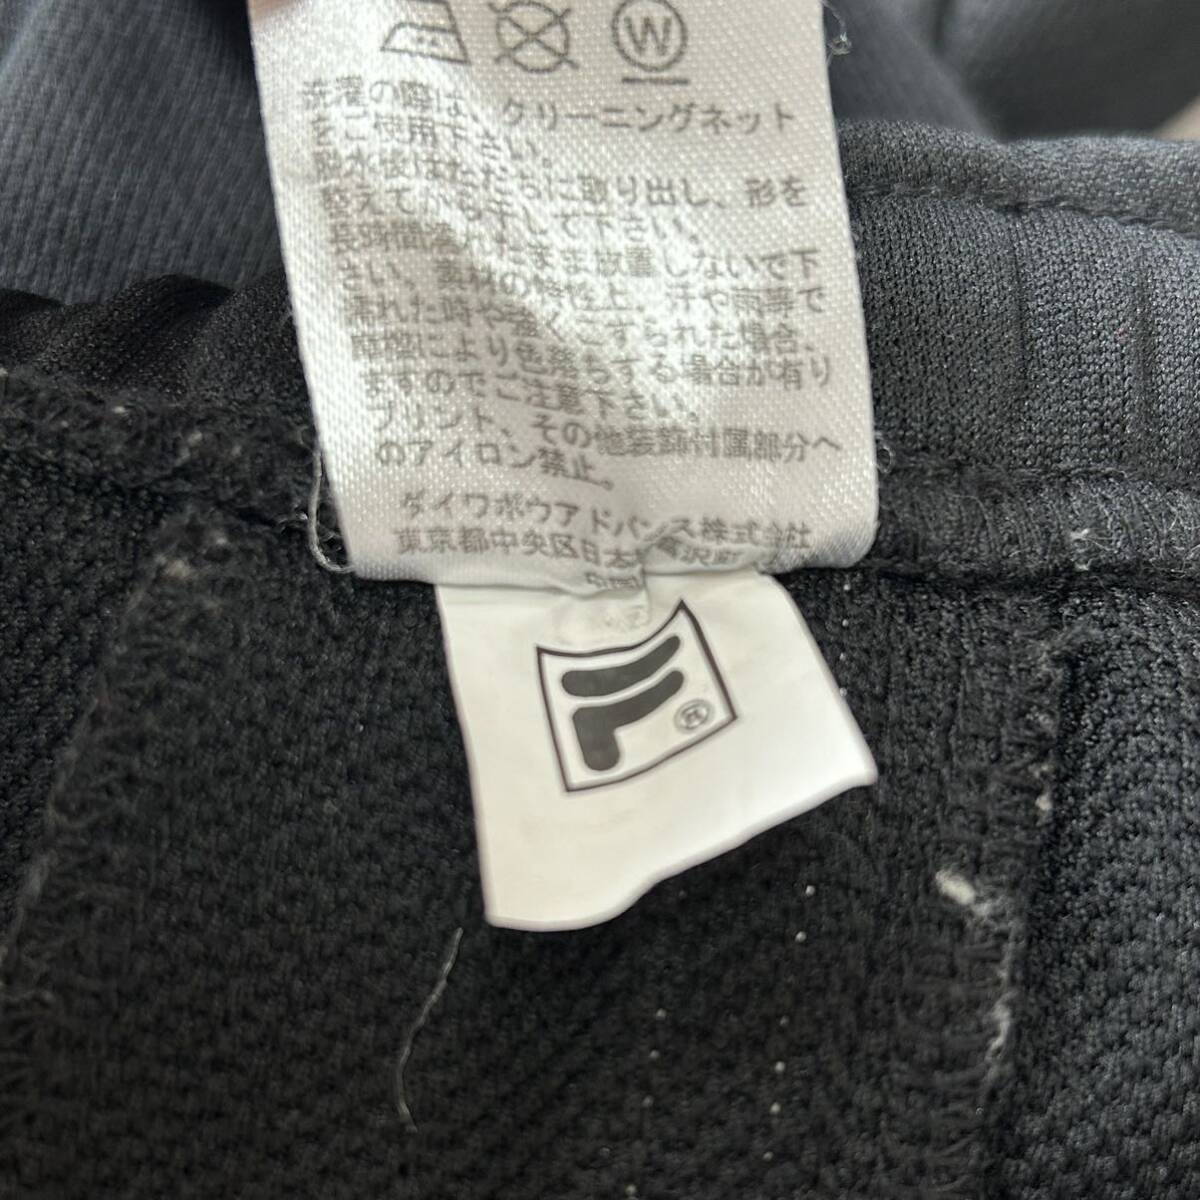 W
洗濯の際は、クリーニングネット
をご使用下さい。
脱水後はただちに取り出し、形を
整えてから干して下さい。
長時間濡れたまま放置しないで下
さい。素材の特性上、汗や雨等で
濡れた時や強くこすられた場合、
摩擦により色落ちする場合が有り
ますのでご注意下さい。
プリント、その他装飾付属部分へ
のアイロン禁止。
ダイワボウアドバンス株式会社
東京都中央区日本
F ®